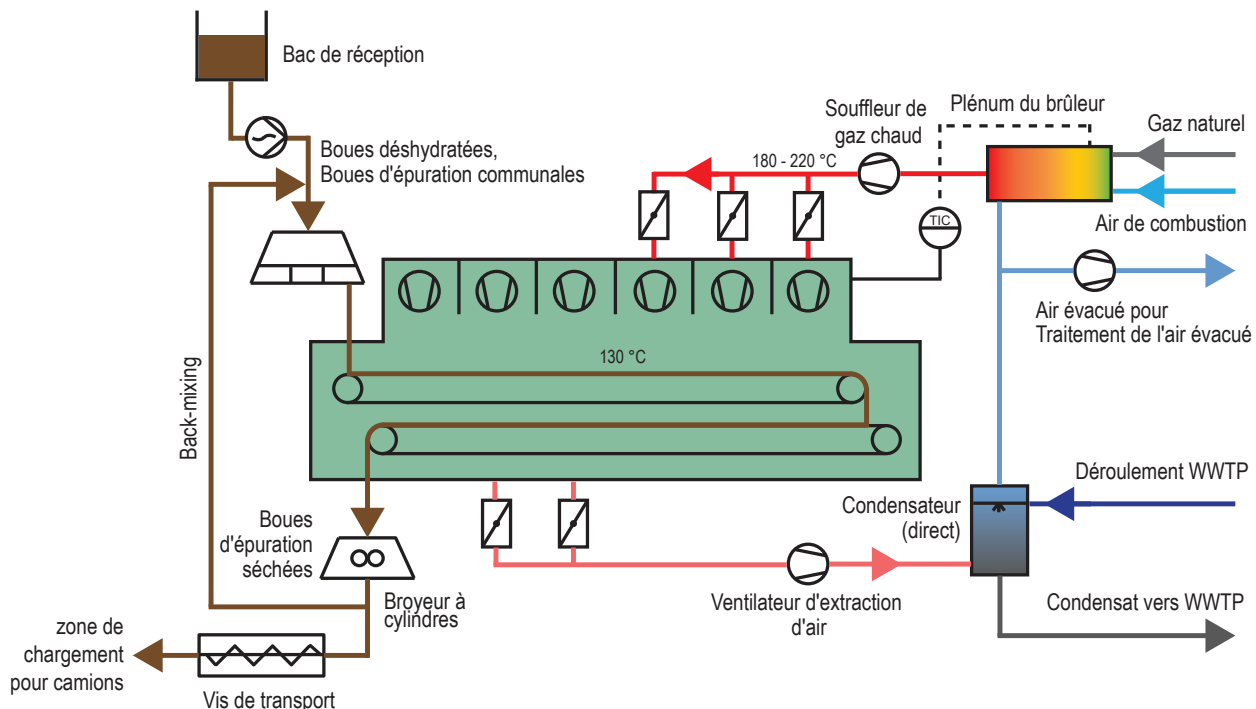 Bac de réception
Boues déshydratées,
Boues d'épuration communales
Souffleur de
gaz chaud
Plénum du brûleur
Gaz naturel
180 - 220 °C
TIC
Air de combustion
Air évacué pour
Traitement de l'air évacué
130 °C
Back-mixing
Déroulement WWTP
Condensateur
(direct)
Boues
d'épuration
séchées
Broyeur à
cylindres
Ventilateur d'extraction
d'air
Condensat vers WWTP
zone de
chargement
pour camions
Vis de transport